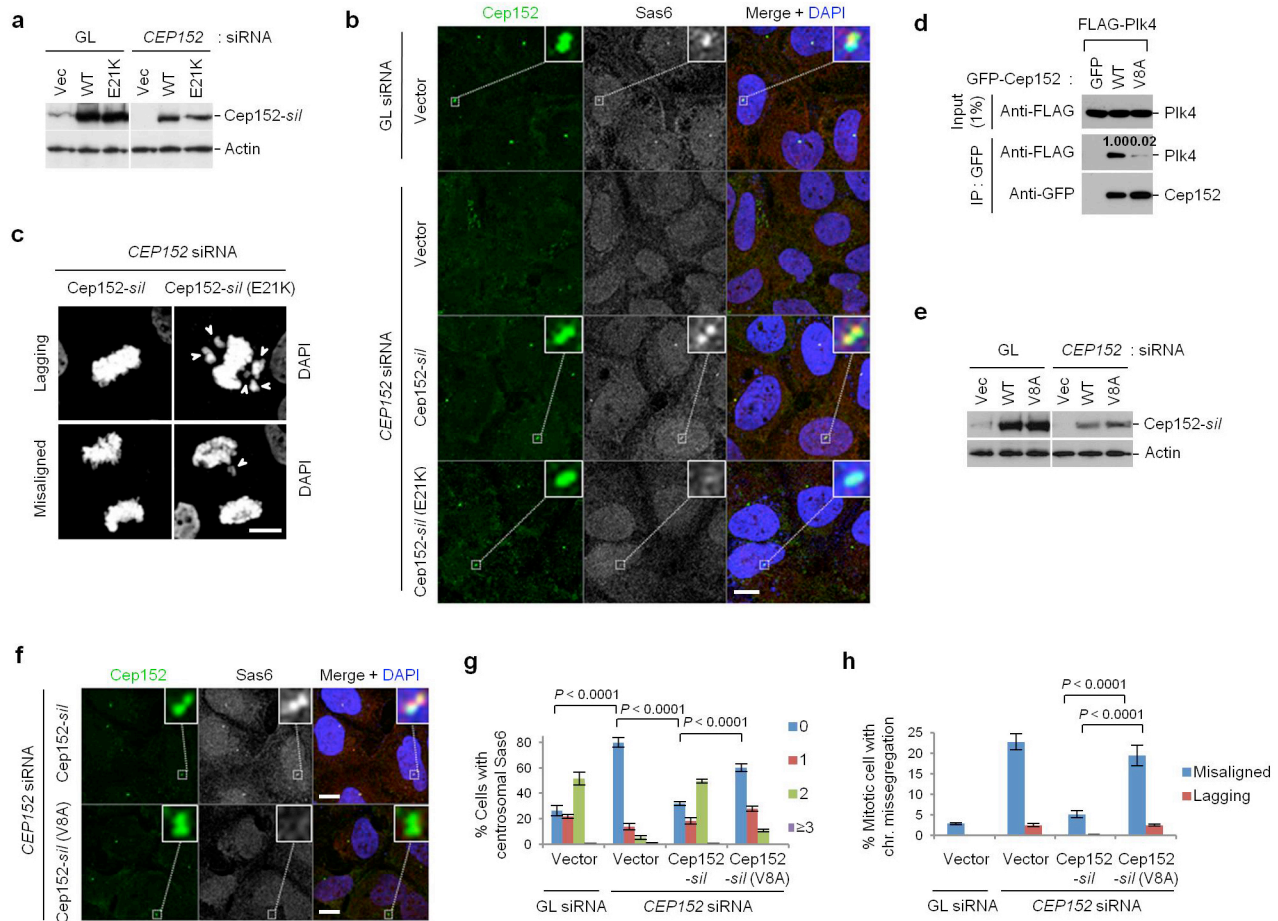 a
GL CEP152 : siRNA
Vec WT E21K Vec WT E21K
Cep152-sil
Actin
b
Cep152 Sas6 Merge + DAPI
GL siRNA
Vector
CEP152 siRNA
Vector
Cep152-sil
Cep152-sil (E21K)
c
CEP152 siRNA
Cep152-sil Cep152-sil (E21K)
Lagging
DAPI
Misaligned
DAPI
d
FLAG-Plk4
GFP-Cep152 : GFP WT V8A
Input (1%)
Anti-FLAG Plk4
1.00 0.02
IP : GFP
Anti-FLAG Plk4
Anti-GFP Cep152
e
GL CEP152 : siRNA
Vec WT V8A Vec WT V8A
Cep152-sil
Actin
f
Cep152 Sas6 Merge + DAPI
CEP152 siRNA
Cep152-sil
Cep152-sil (V8A)
g
P < 0.0001
P < 0.0001 P < 0.0001
% Cells with centrosomal Sas6
80
60
40
20
0
0
1
2
≥3
Vector Vector Cep152 -sil Cep152 -sil (V8A)
GL siRNA CEP152 siRNA
h
P < 0.0001
P < 0.0001
% Mitotic cell with chr. missegregation
25
20
15
10
5
0
Misaligned
Lagging
Vector Vector Cep152 -sil Cep152 -sil (V8A)
GL siRNA CEP152 siRNA